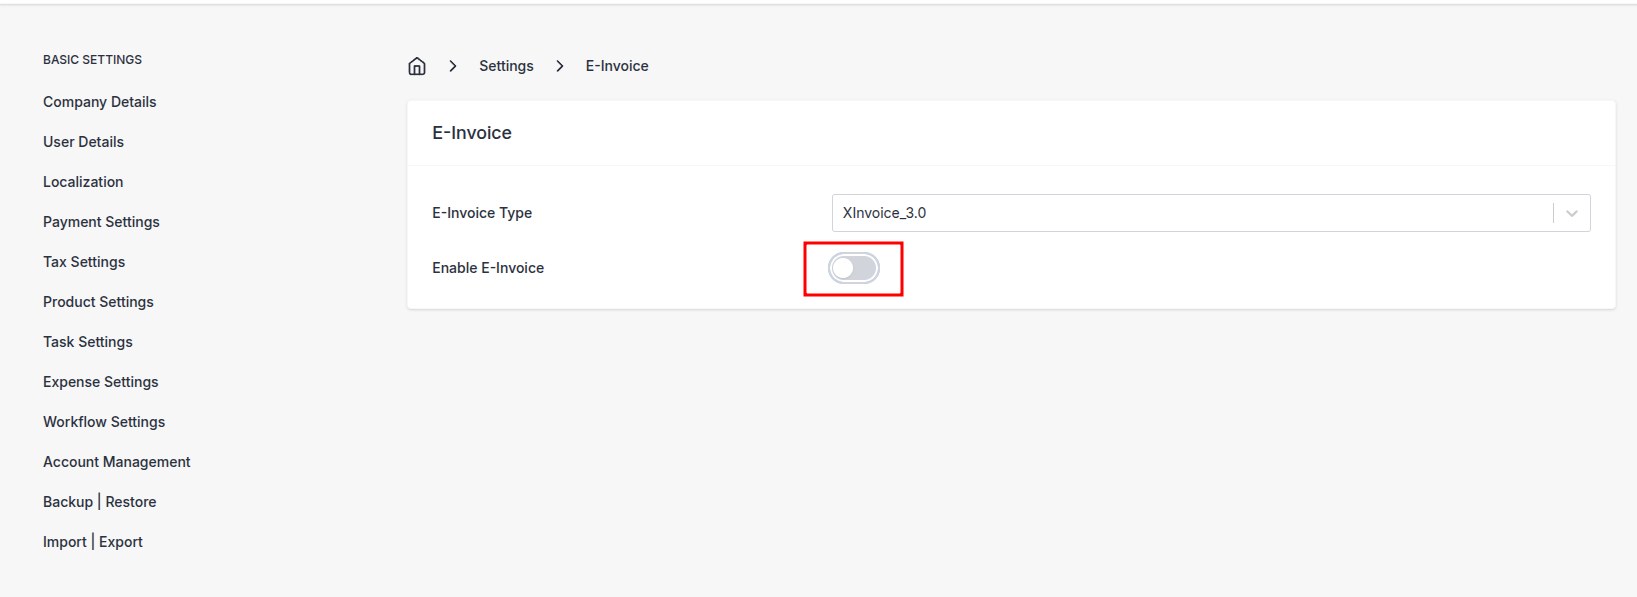 BASIC SETTINGS
Company Details
User Details
Localization
Payment Settings
Tax Settings
Product Settings
Task Settings
Expense Settings
Workflow Settings
Account Management
Backup | Restore
Import | Export
Settings
E-Invoice
E-Invoice
E-Invoice Type
XInvoice_3.0
Enable E-Invoice